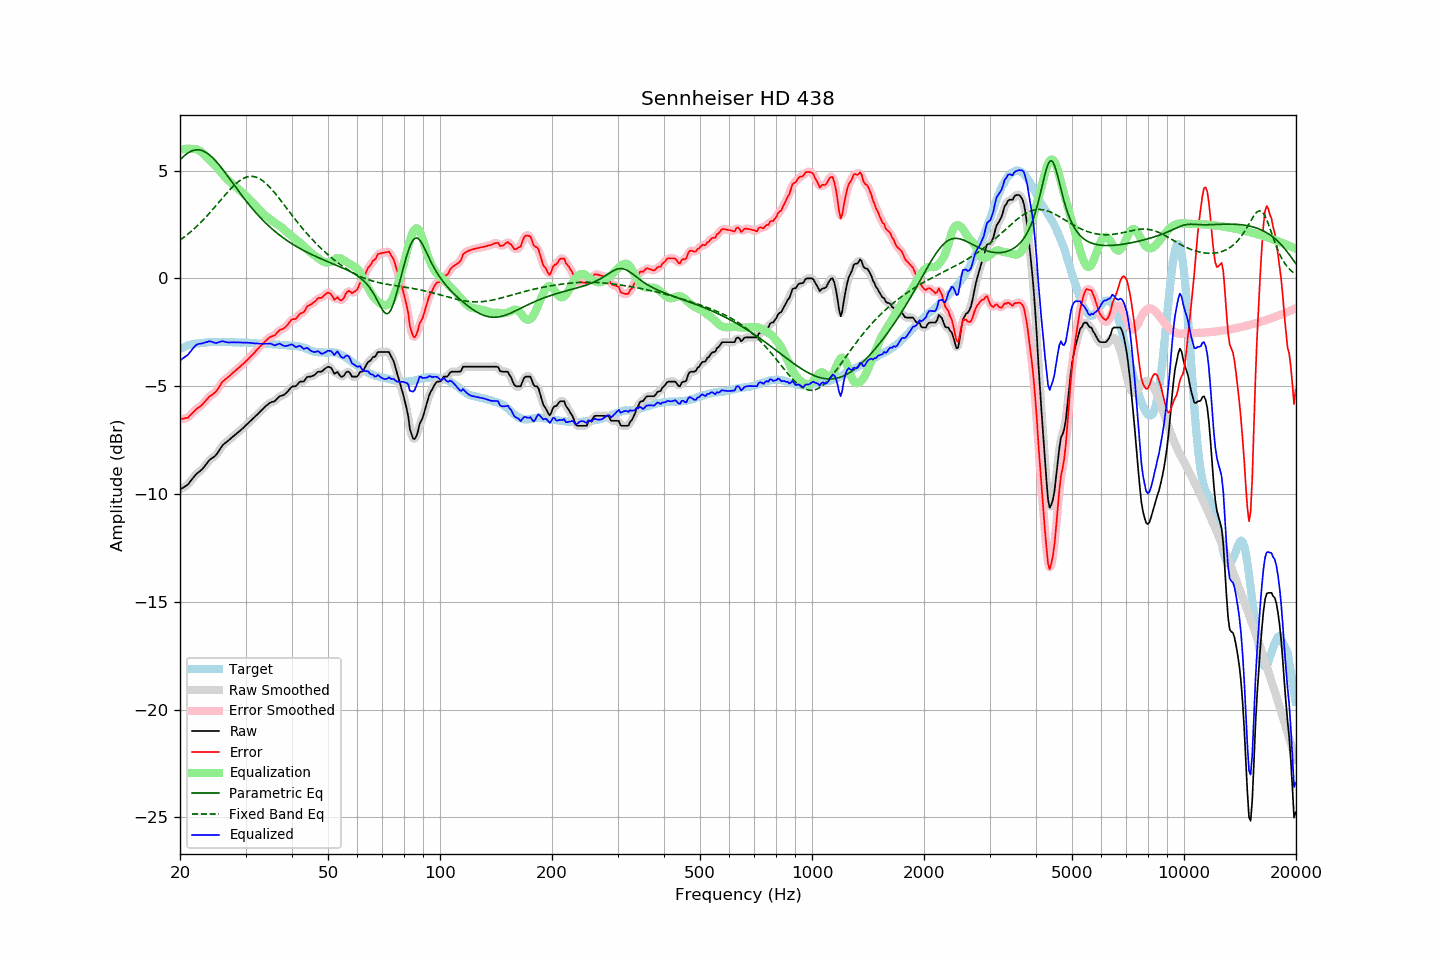 Sennheiser HD 438
Amplitude (dBr)
5
0
−5
−10
−15
−20
−25
Target
Raw Smoothed
Error Smoothed
Raw
Error
Equalization
Parametric Eq
Fixed Band Eq
Equalized
20 50 100 200 500 1000 2000 5000 10000 20000
Frequency (Hz)